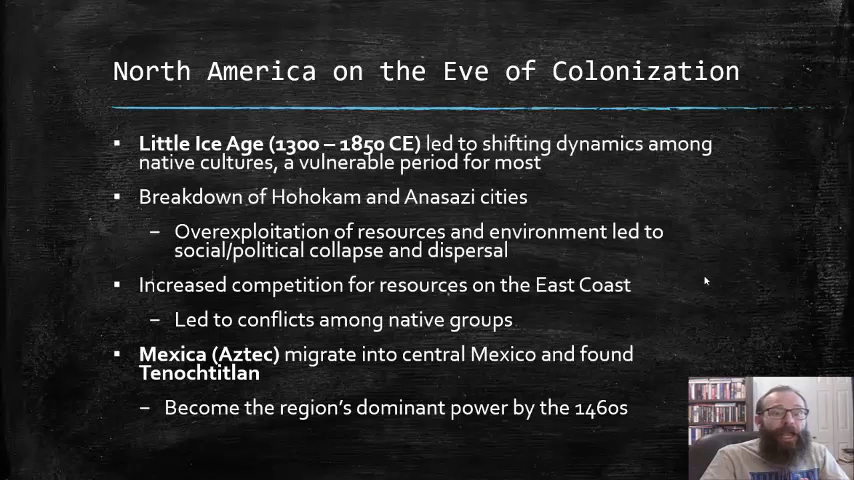 North America on the Eve of Colonization
▪ Little Ice Age (1300 – 1850 CE) led to shifting dynamics among
native cultures, a vulnerable period for most
▪ Breakdown of Hohokam and Anasazi cities
– Overexploitation of resources and environment led to
social/political collapse and dispersal
▪ Increased competition for resources on the East Coast
– Led to conflicts among native groups
▪ Mexica (Aztec) migrate into central Mexico and found
Tenochtitlan
– Become the region's dominant power by the 1460s